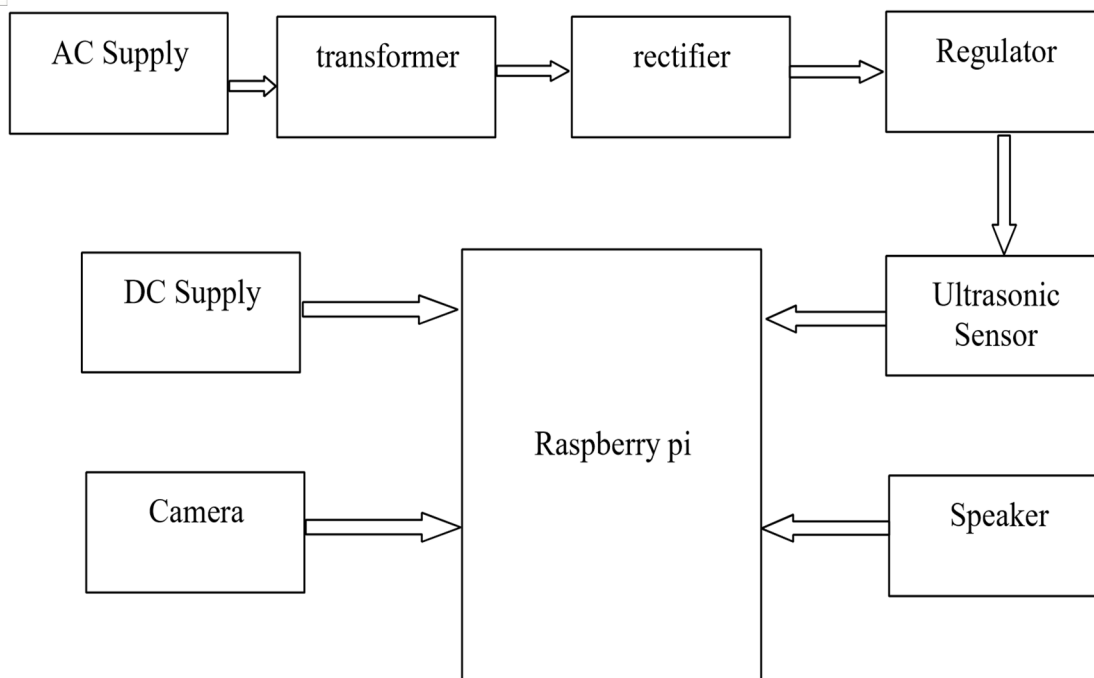 AC Supply
transformer
rectifier
Regulator
DC Supply
Ultrasonic
Sensor
Raspberry pi
Camera
Speaker